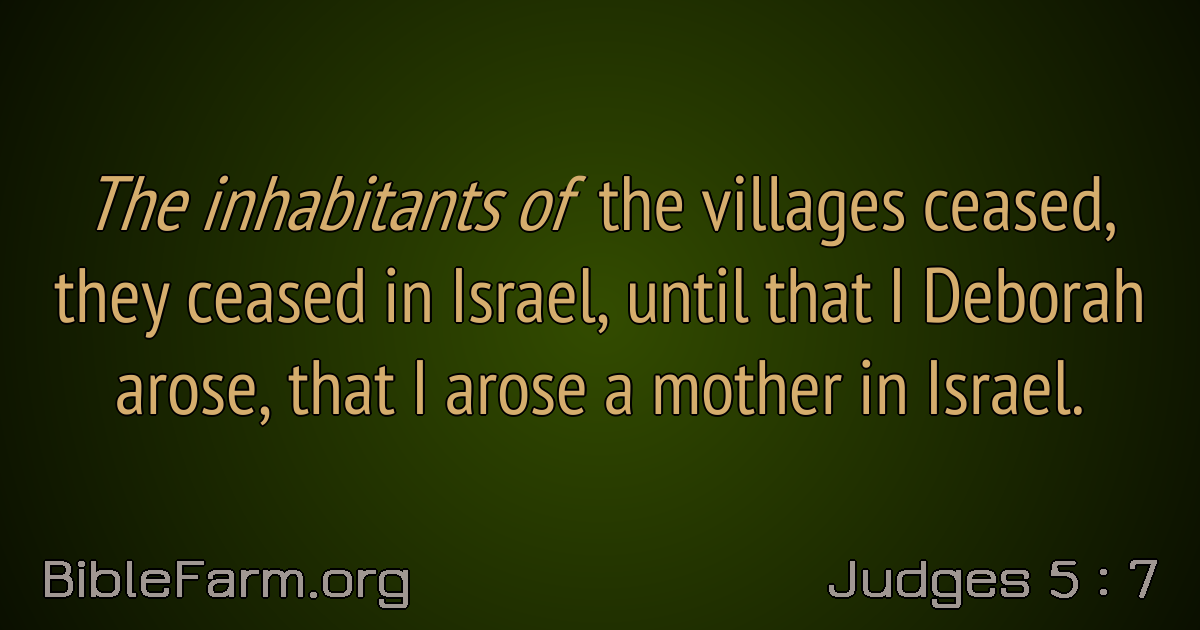 The inhabitants of the villages ceased,
they ceased in Israel, until that I Deborah
arose, that I arose a mother in Israel.
BibleFarm.org
Judges 5 : 7